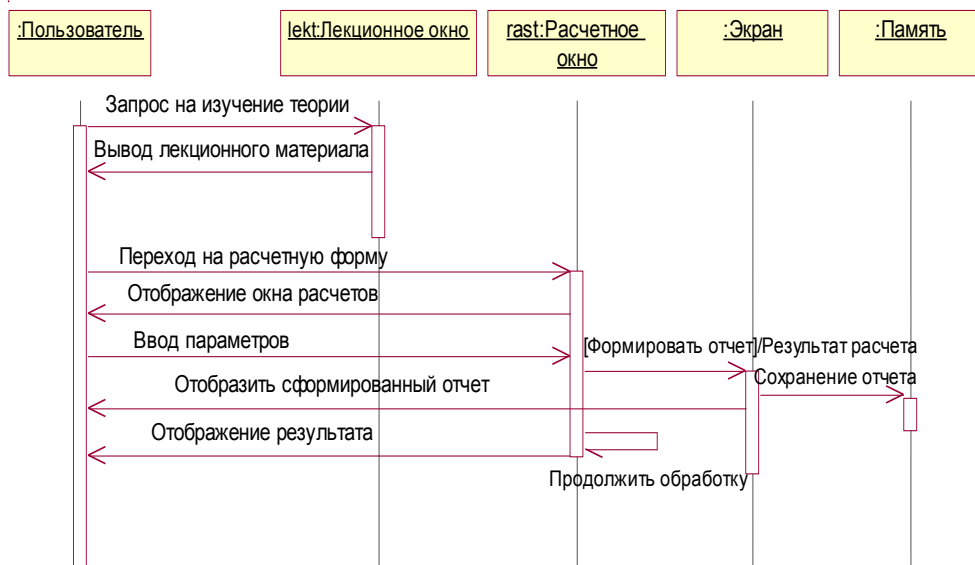 :Пользователь
lekt:Лекционное окно
rast:Расчетное
окно
:Экран
:Память
Запрос на изучение теории
Вывод лекционного материала
Переход на расчетную форму
Отображение окна расчетов
Ввод параметров
[Формировать отчет]/Результат расчета
Сохранение отчета
Отобразить сформированный отчет
Отображение результата
Продолжить обработку